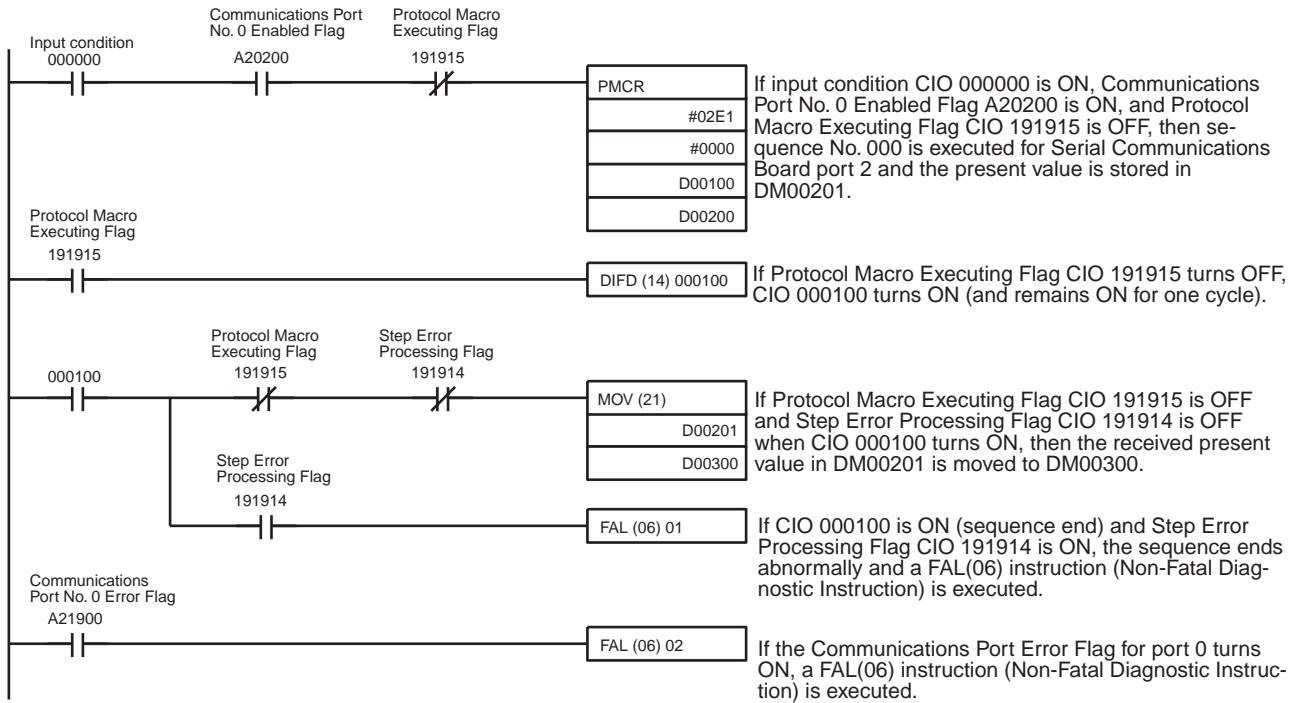 Communications Port
No. 0 Enabled Flag
Protocol Macro
Executing Flag
Input condition
000000
A20200
191915
PMCR
#02E1
#0000
D00100
D00200
If input condition CIO 000000 is ON, Communications
Port No. 0 Enabled Flag A20200 is ON, and Protocol
Macro Executing Flag CIO 191915 is OFF, then se-
quence No. 000 is executed for Serial Communications
Board port 2 and the present value is stored in
DM00201.
Protocol Macro
Executing Flag
191915
DIFD (14) 000100
If Protocol Macro Executing Flag CIO 191915 turns OFF,
CIO 000100 turns ON (and remains ON for one cycle).
000100
Protocol Macro
Executing Flag
191915
Step Error
Processing Flag
191914
MOV (21)
D00201
D00300
If Protocol Macro Executing Flag CIO 191915 is OFF
and Step Error Processing Flag CIO 191914 is OFF
when CIO 000100 turns ON, then the received present
value in DM00201 is moved to DM00300.
Step Error
Processing Flag
191914
FAL (06) 01
If CIO 000100 is ON (sequence end) and Step Error
Processing Flag CIO 191914 is ON, the sequence ends
abnormally and a FAL(06) instruction (Non-Fatal Diag-
nostic Instruction) is executed.
Communications
Port No. 0 Error Flag
A21900
FAL (06) 02
If the Communications Port Error Flag for port 0 turns
ON, a FAL(06) instruction (Non-Fatal Diagnostic Instruc-
tion) is executed.